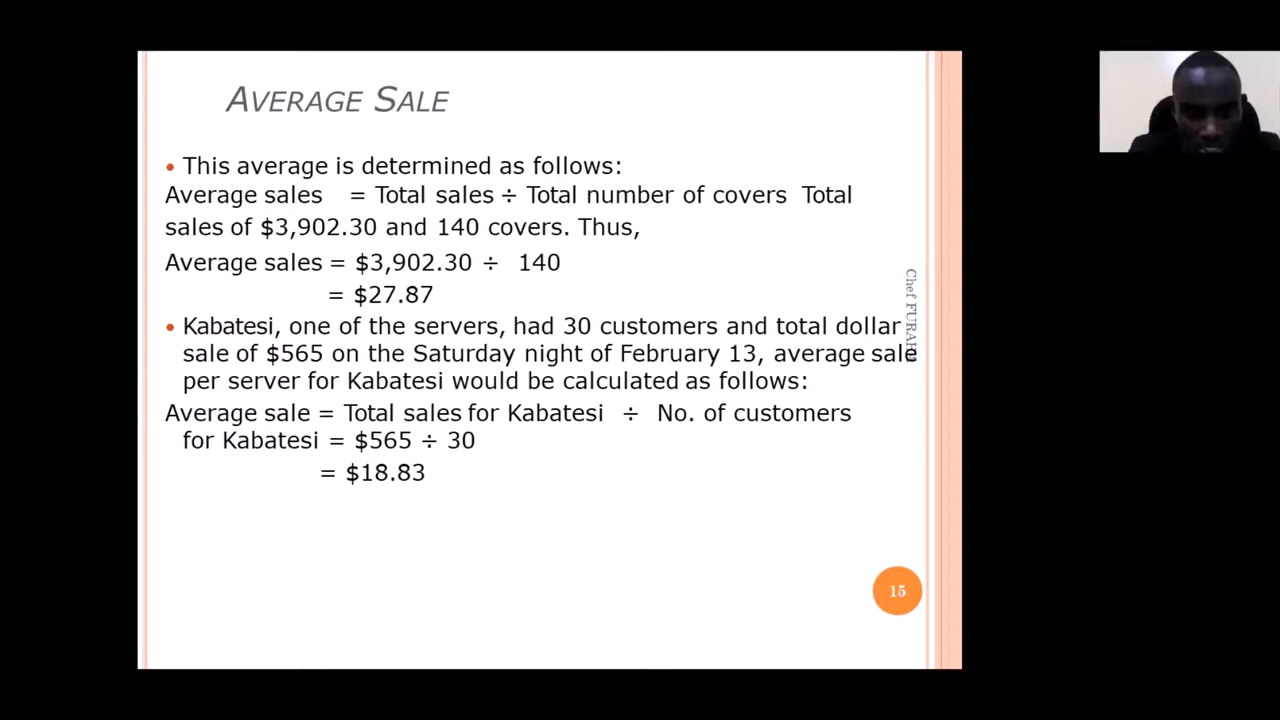 AVERAGE SALE
• This average is determined as follows:
Average sales = Total sales ÷ Total number of covers Total
sales of $3,902.30 and 140 covers. Thus,
Average sales = $3,902.30 ÷ 140
= $27.87
• Kabatesi, one of the servers, had 30 customers and total dollar
sale of $565 on the Saturday night of February 13, average sale
per server for Kabatesi would be calculated as follows:
Average sale = Total sales for Kabatesi ÷ No. of customers
for Kabatesi = $565 ÷ 30
= $18.83
Chef
15